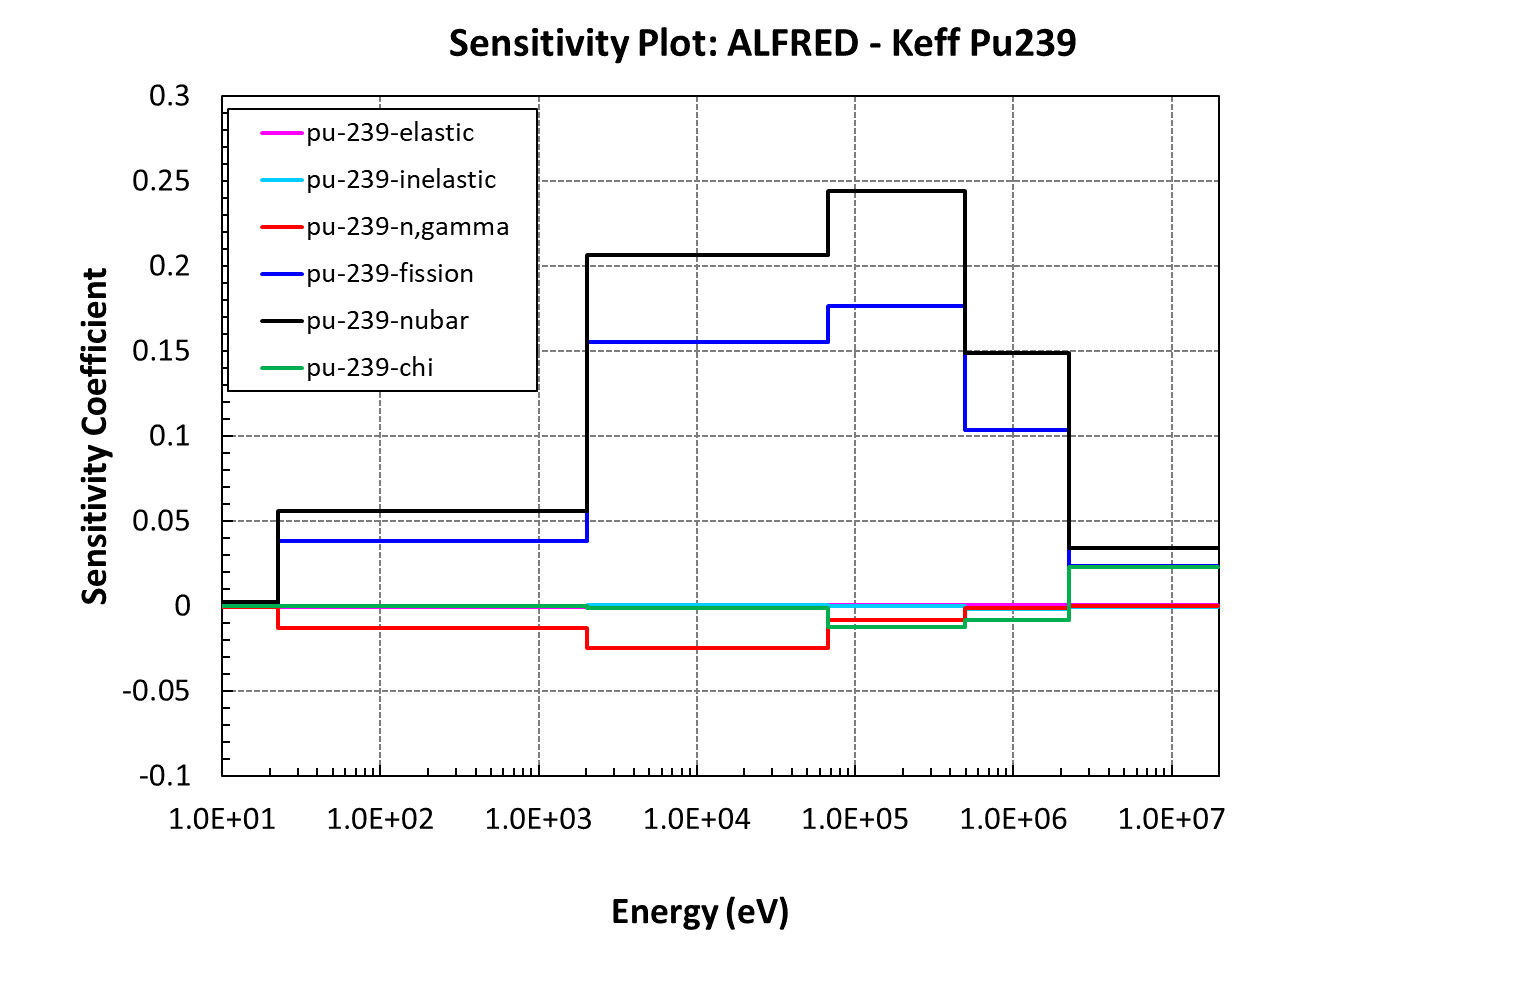 Sensitivity Plot: ALFRED - Keff Pu239
0.3
0.25
0.2
0.15
0.1
0.05
0
-0.05
-0.1
Sensitivity Coefficient
pu-239-elastic
pu-239-inelastic
pu-239-n,gamma
pu-239-fission
pu-239-nubar
pu-239-chi
1.0E+01 1.0E+02 1.0E+03 1.0E+04 1.0E+05 1.0E+06 1.0E+07
Energy (eV)